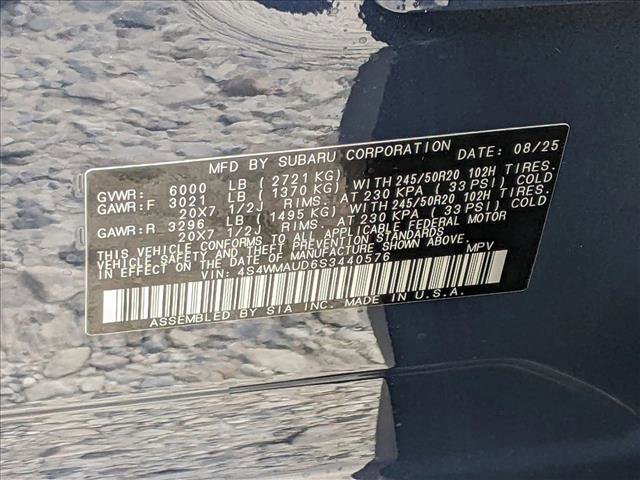 MFD BY SUBARU CORPORATION DATE: 08/25
GVWR: 6000 LB (2721 KG)
GAWR:F 3021 LB (1370 KG) WITH 245/50R20 102H TIRES.
20X7 1/2J RIMS. AT 230 KPA (33 PSI) COLD
GAWR:R 3296 LB (1495 KG) WITH 245/50R20 102H TIRES.
20X7 1/2J RIMS. AT 230 KPA (33 PSI) COLD
THIS VEHICLE CONFORMS TO ALL APPLICABLE FEDERAL MOTOR
VEHICLE SAFETY AND THEFT PREVENTION STANDARDS
IN EFFECT ON THE DATE OF MANUFACTURE SHOWN ABOVE.
VIN: 4S4WMAUD6S3440576 MPV
ASSEMBLED BY SIA INC. MADE IN U.S.A.